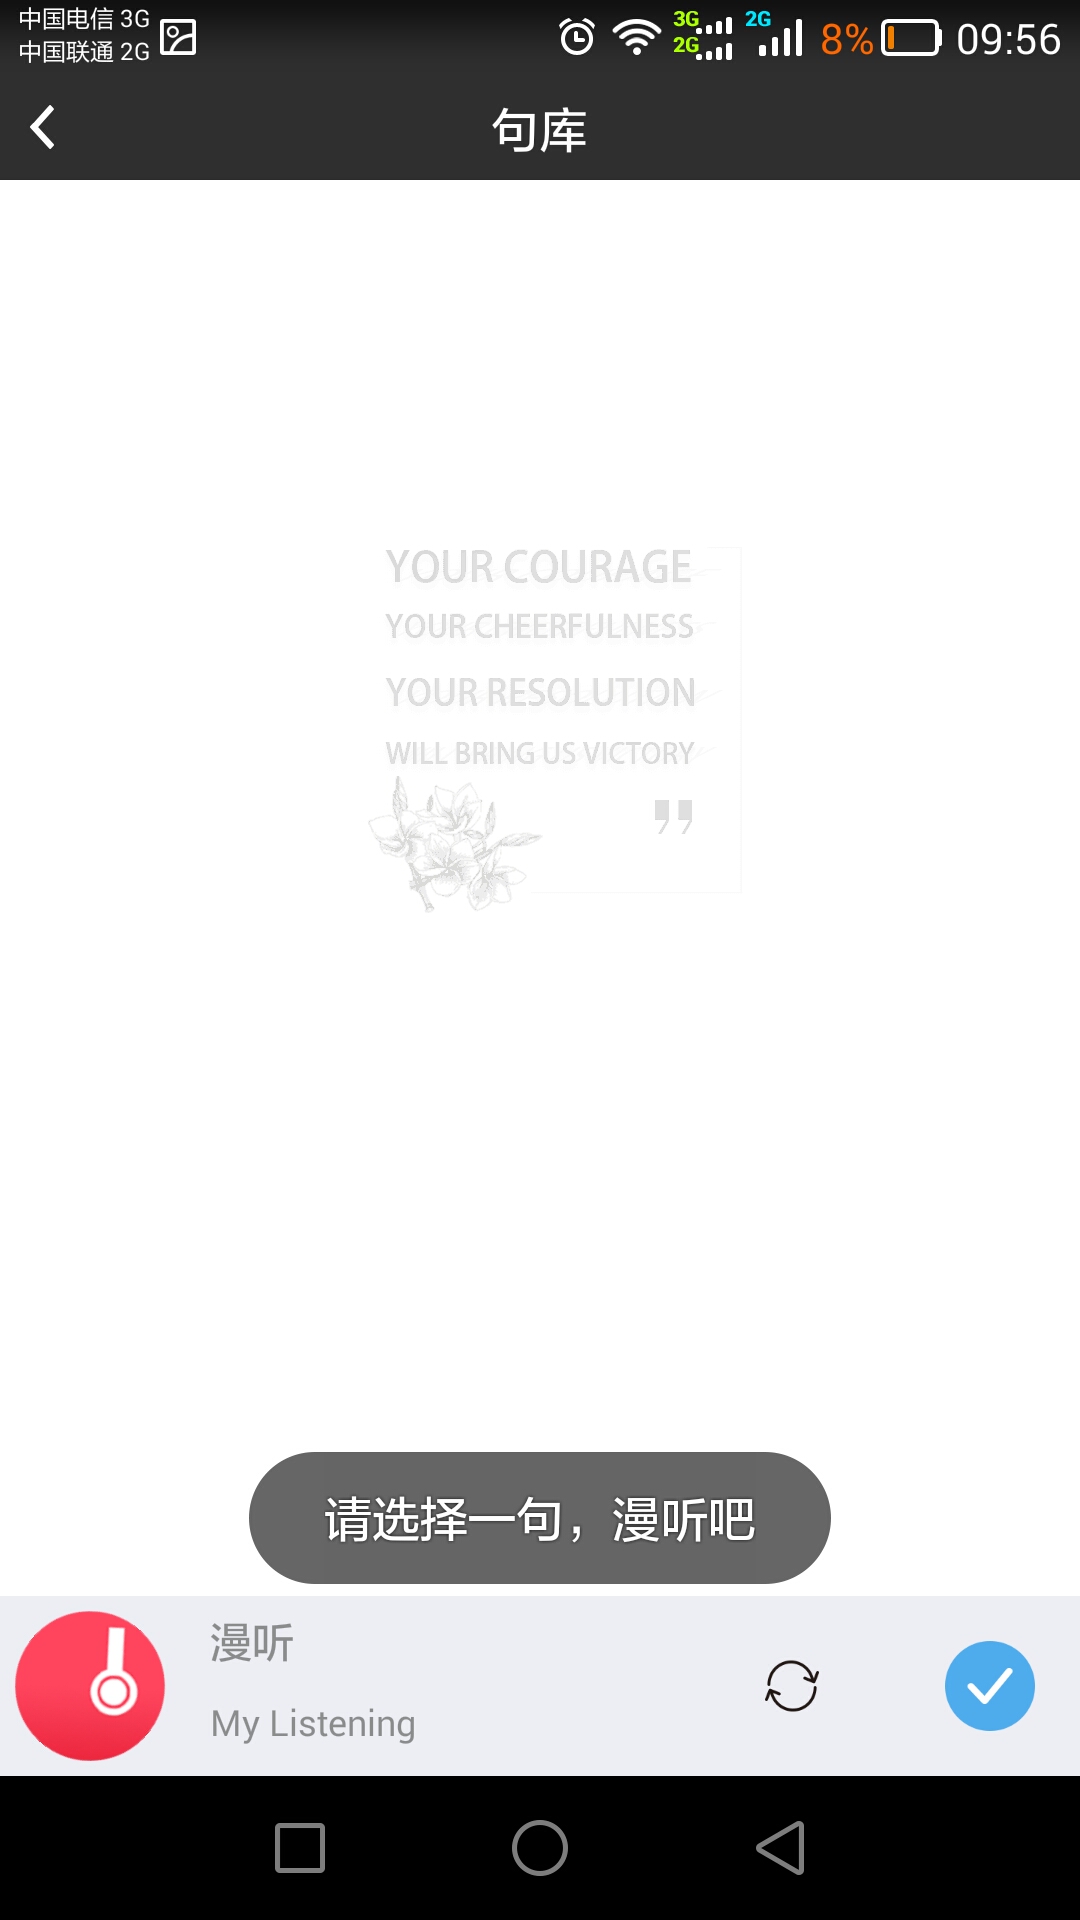 中国电信 3G
中国联通 2G
3G
2G
2G
8%
09:56
句库
YOUR COURAGE
YOUR CHEERFULNESS
YOUR RESOLUTION
WILL BRING US VICTORY
"
请选择一句，漫听吧
漫听
My Listening